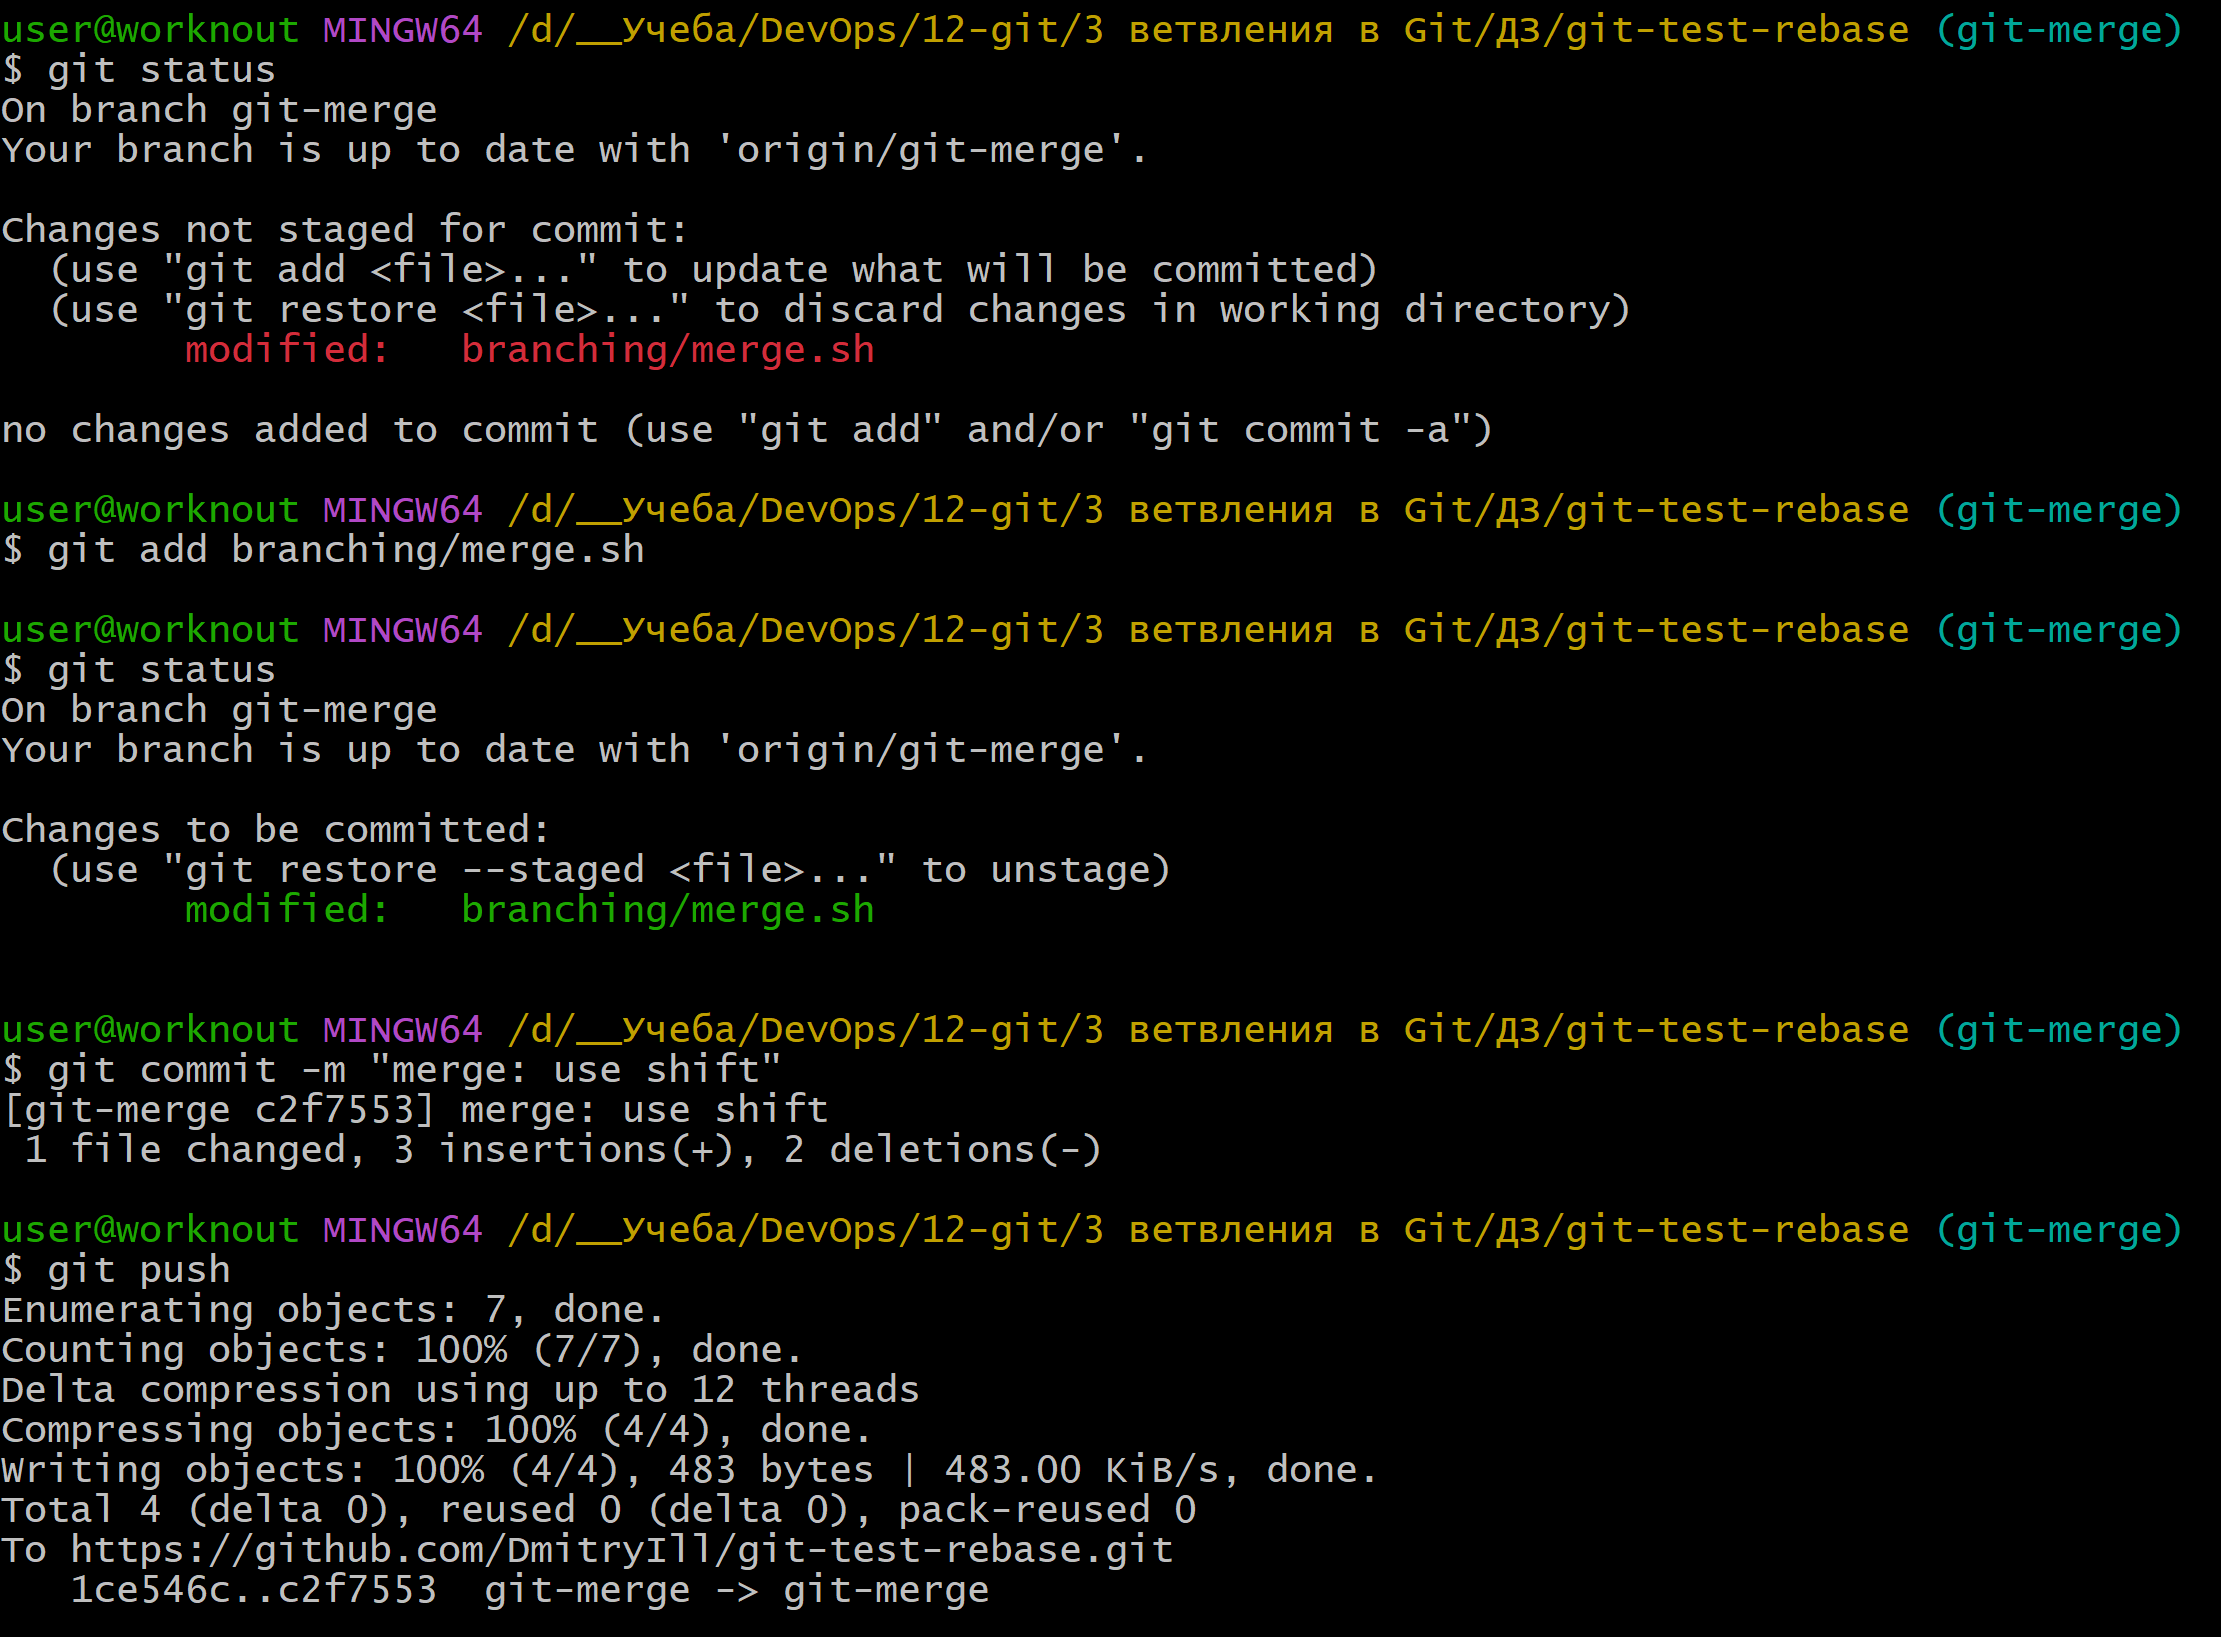 user@worknout MINGW64 /d/__Учеба/DevOps/12-git/3 ветвления в Git/ДЗ/git-test-rebase (git-merge)
$ git status
On branch git-merge
Your branch is up to date with 'origin/git-merge'.
Changes not staged for commit:
  (use "git add <file>..." to update what will be committed)
  (use "git restore <file>..." to discard changes in working directory)
        modified:   branching/merge.sh
no changes added to commit (use "git add" and/or "git commit -a")
user@worknout MINGW64 /d/__Учеба/DevOps/12-git/3 ветвления в Git/ДЗ/git-test-rebase (git-merge)
$ git add branching/merge.sh
user@worknout MINGW64 /d/__Учеба/DevOps/12-git/3 ветвления в Git/ДЗ/git-test-rebase (git-merge)
$ git status
On branch git-merge
Your branch is up to date with 'origin/git-merge'.
Changes to be committed:
  (use "git restore --staged <file>..." to unstage)
        modified:   branching/merge.sh
user@worknout MINGW64 /d/__Учеба/DevOps/12-git/3 ветвления в Git/ДЗ/git-test-rebase (git-merge)
$ git commit -m "merge: use shift"
[git-merge c2f7553] merge: use shift
 1 file changed, 3 insertions(+), 2 deletions(-)
user@worknout MINGW64 /d/__Учеба/DevOps/12-git/3 ветвления в Git/ДЗ/git-test-rebase (git-merge)
$ git push
Enumerating objects: 7, done.
Counting objects: 100% (7/7), done.
Delta compression using up to 12 threads
Compressing objects: 100% (4/4), done.
Writing objects: 100% (4/4), 483 bytes | 483.00 KiB/s, done.
Total 4 (delta 0), reused 0 (delta 0), pack-reused 0
To https://github.com/DmitryIll/git-test-rebase.git
   1ce546c..c2f7553  git-merge -> git-merge